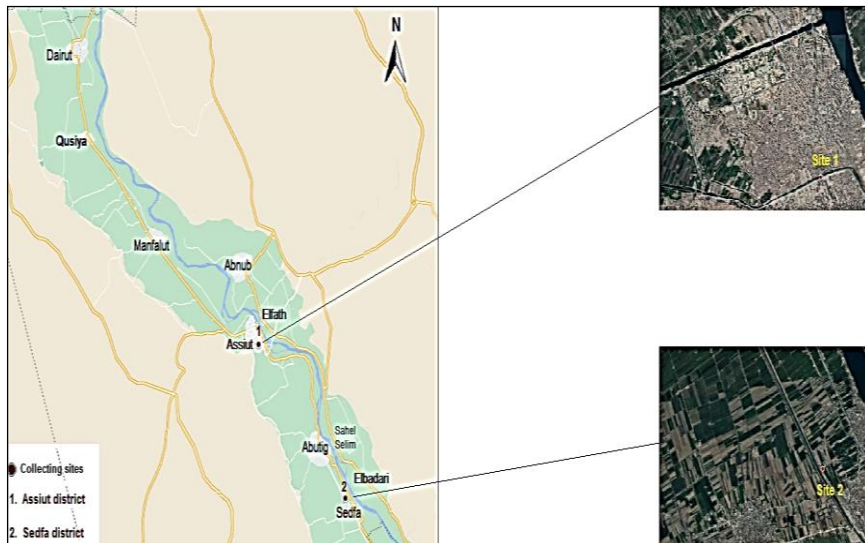 N
Dairut
Qusiya
Manfalut
Abnub
Elfath
1
Assiut
Sahel
Selim
Abutig
Elbadari
2
Sedfa
Collecting sites
1. Assiut district
2. Sedfa district
Site 1
Site 2